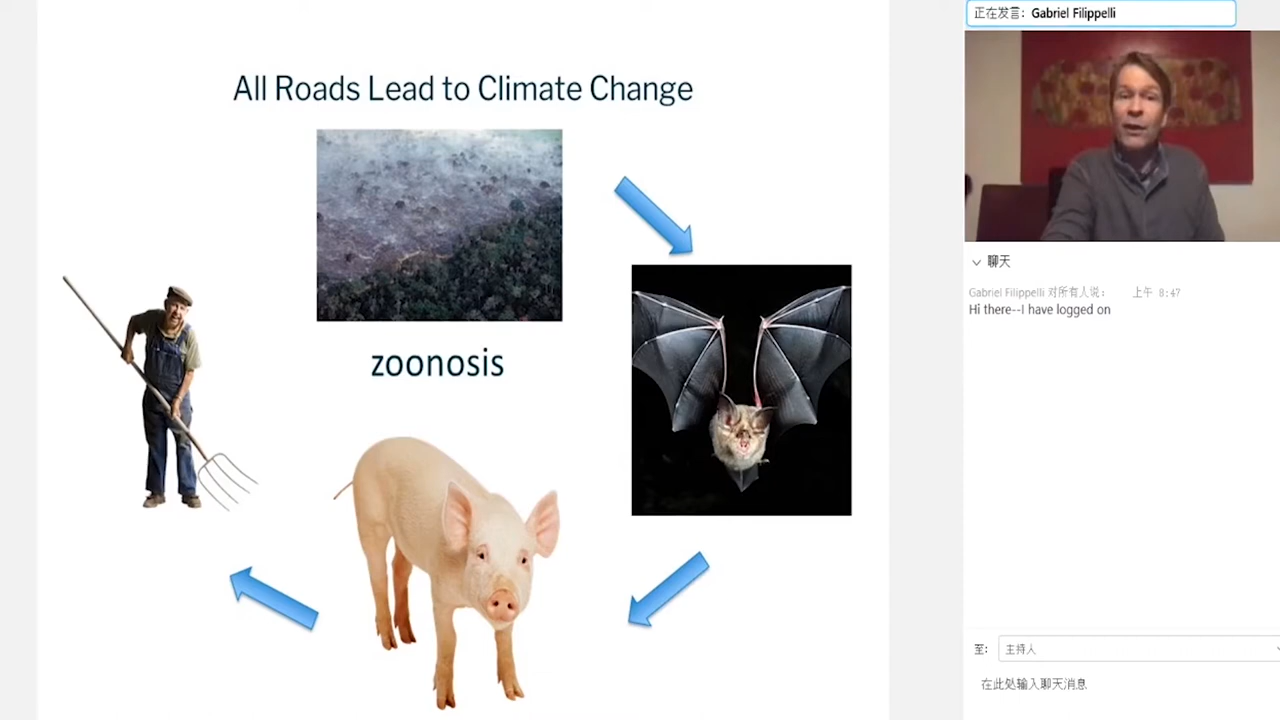 All Roads Lead to Climate Change
zoonosis
正在发言: Gabriel Filippelli
聊天
Gabriel Filippelli 对所有人说: 上午 8:47
Hi there--I have logged on
至: 主持人
在此处输入聊天消息